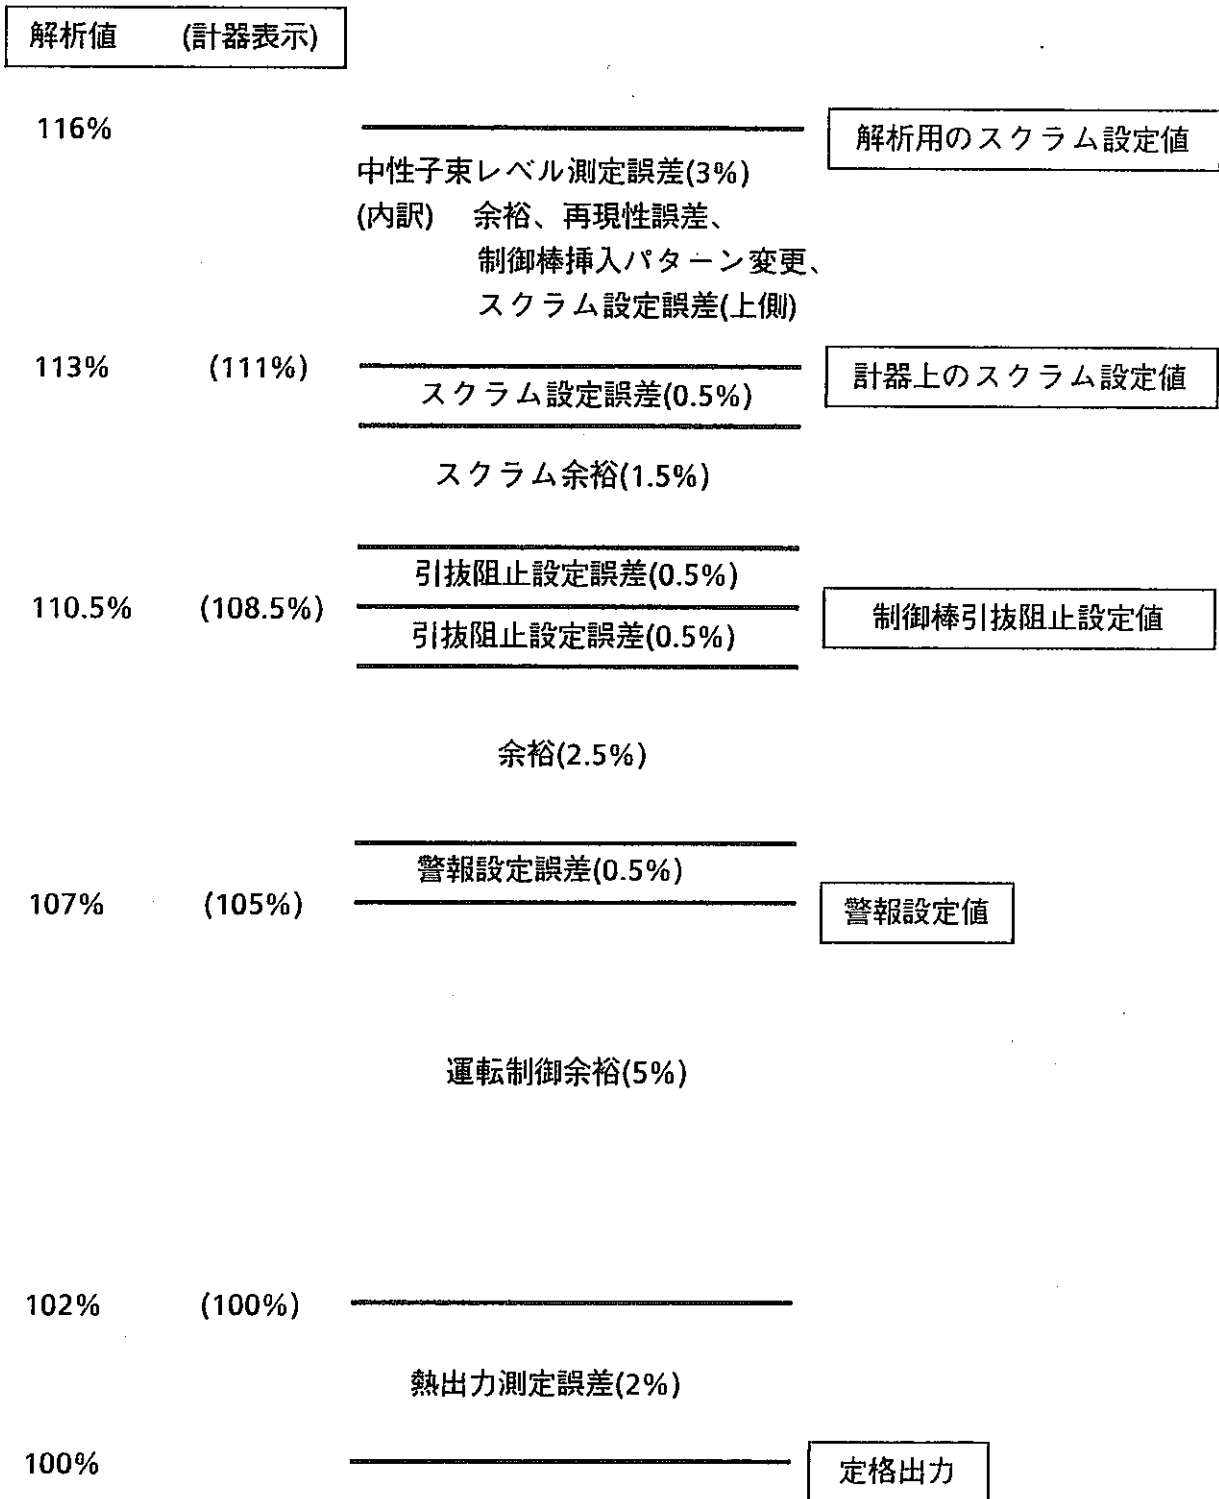 解析値 (計器表示)
116% 解析用のスクラム設定値
中性子束レベル測定誤差(3%)
(内訳) 余裕、再現性誤差、
制御棒挿入パターン変更、
スクラム設定誤差(上側)
113% (111%) 計器上のスクラム設定値
スクラム設定誤差(0.5%)
スクラム余裕(1.5%)
引抜阻止設定誤差(0.5%)
110.5% (108.5%) 制御棒引抜阻止設定値
引抜阻止設定誤差(0.5%)
余裕(2.5%)
警報設定誤差(0.5%)
107% (105%) 警報設定値
運転制御余裕(5%)
102% (100%)
熱出力測定誤差(2%)
100% 定格出力